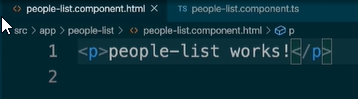 people-list.component.html × TS people-list.component.ts
src > app > people-list > people-list.component.html > p
1 <p>people-list works!</p>
2